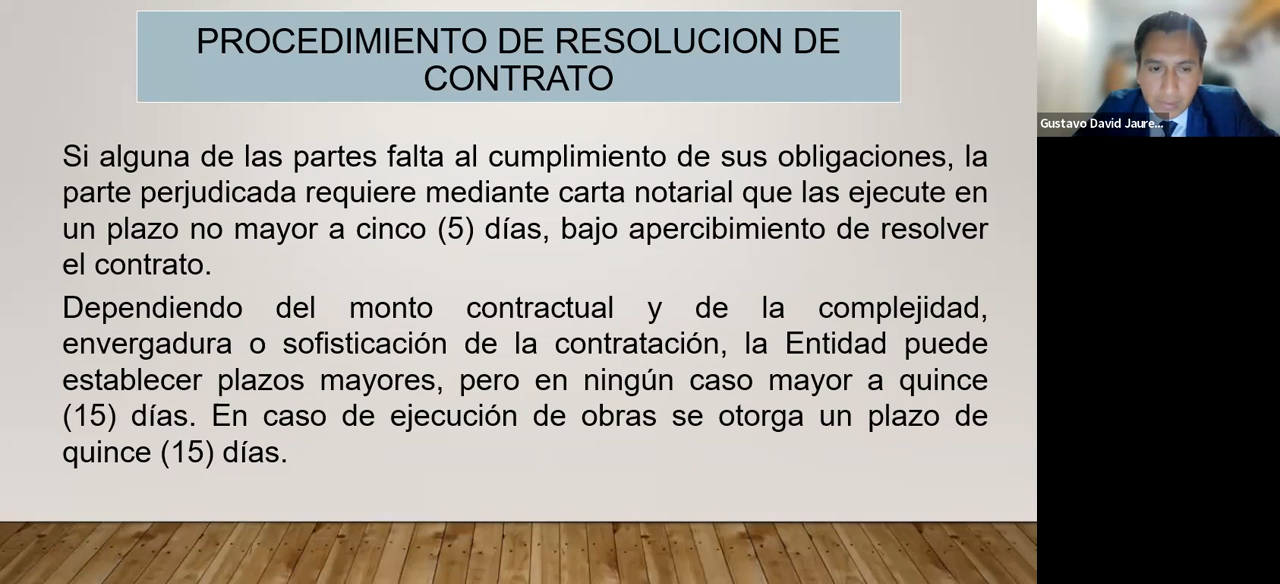 PROCEDIMIENTO DE RESOLUCION DE
CONTRATO
Si alguna de las partes falta al cumplimiento de sus obligaciones, la
parte perjudicada requiere mediante carta notarial que las ejecute en
un plazo no mayor a cinco (5) días, bajo apercibimiento de resolver
el contrato.
Dependiendo del monto contractual y de la complejidad,
envergadura o sofisticación de la contratación, la Entidad puede
establecer plazos mayores, pero en ningún caso mayor a quince
(15) días. En caso de ejecución de obras se otorga un plazo de
quince (15) días.
Gustavo David Jaure...